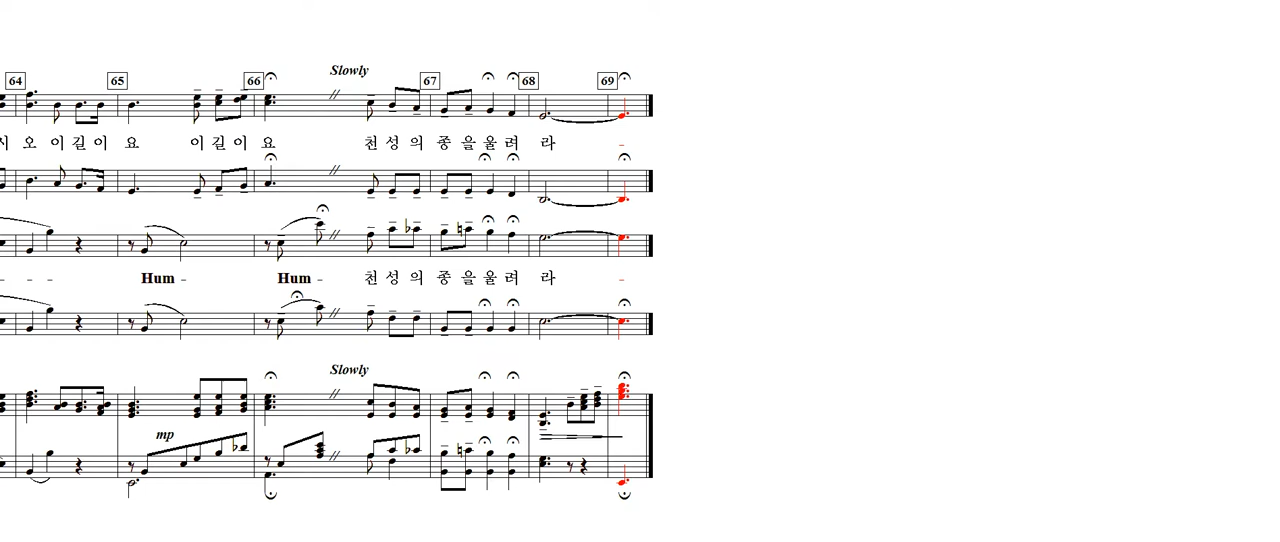 Slowly
64 65 66 67 68 69
시 오 이 길 이 요 이 길 이 요 천 성 의 종 을 울 려 라 -
- - - Hum - Hum - 천 성 의 종 을 울 려 라 -
Slowly
mp